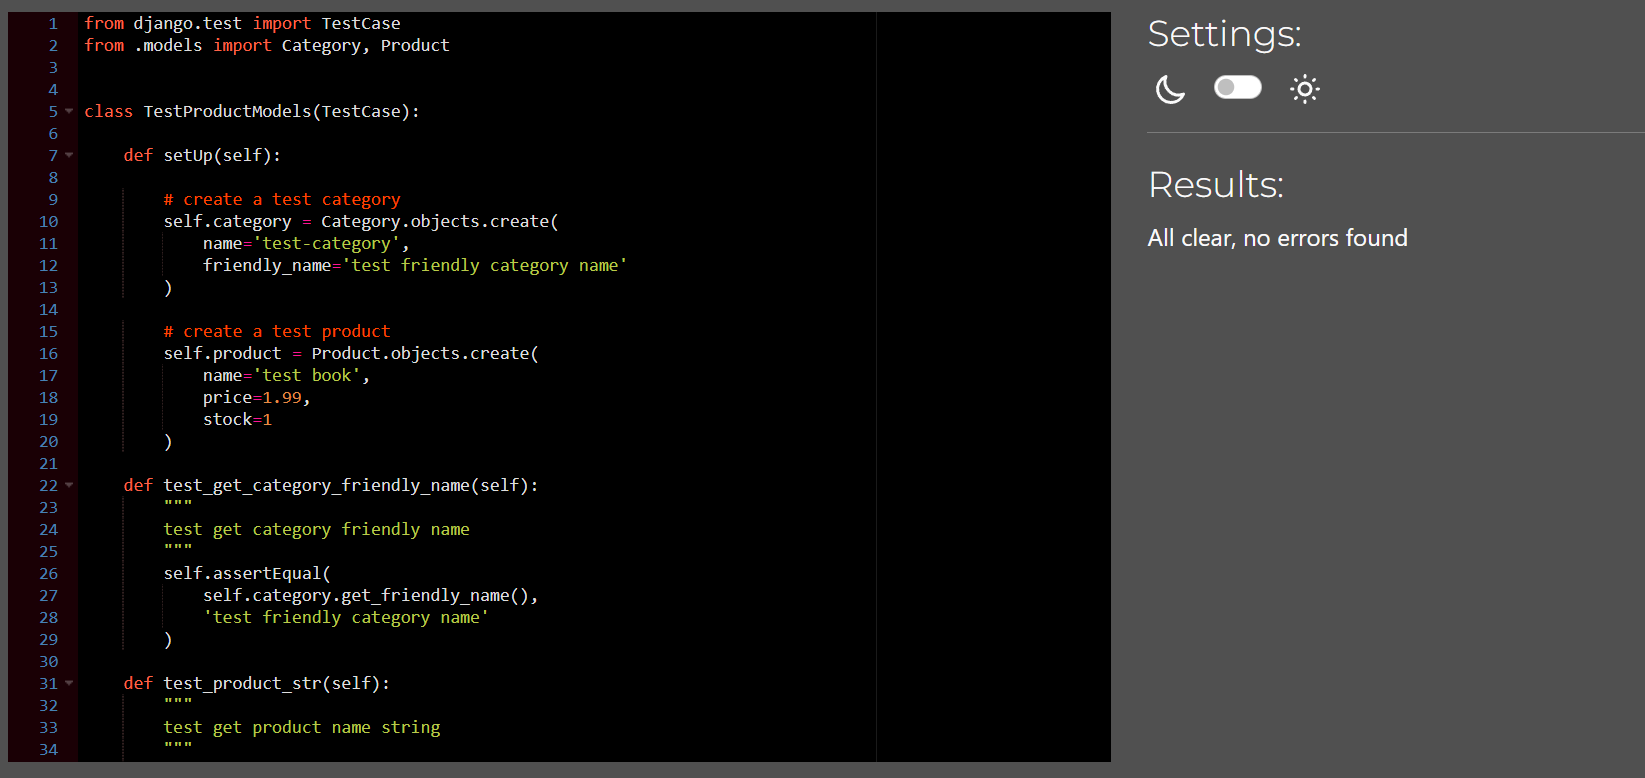 1 from django.test import TestCase
2 from .models import Category, Product
3
4
5 class TestProductModels(TestCase):
6
7     def setUp(self):
8
9         # create a test category
10         self.category = Category.objects.create(
11             name='test-category',
12             friendly_name='test friendly category name'
13         )
14
15         # create a test product
16         self.product = Product.objects.create(
17             name='test book',
18             price=1.99,
19             stock=1
20         )
21
22     def test_get_category_friendly_name(self):
23         """
24         test get category friendly name
25         """
26         self.assertEqual(
27             self.category.get_friendly_name(),
28             'test friendly category name'
29         )
30
31     def test_product_str(self):
32         """
33         test get product name string
34         """
Settings:
Results:
All clear, no errors found